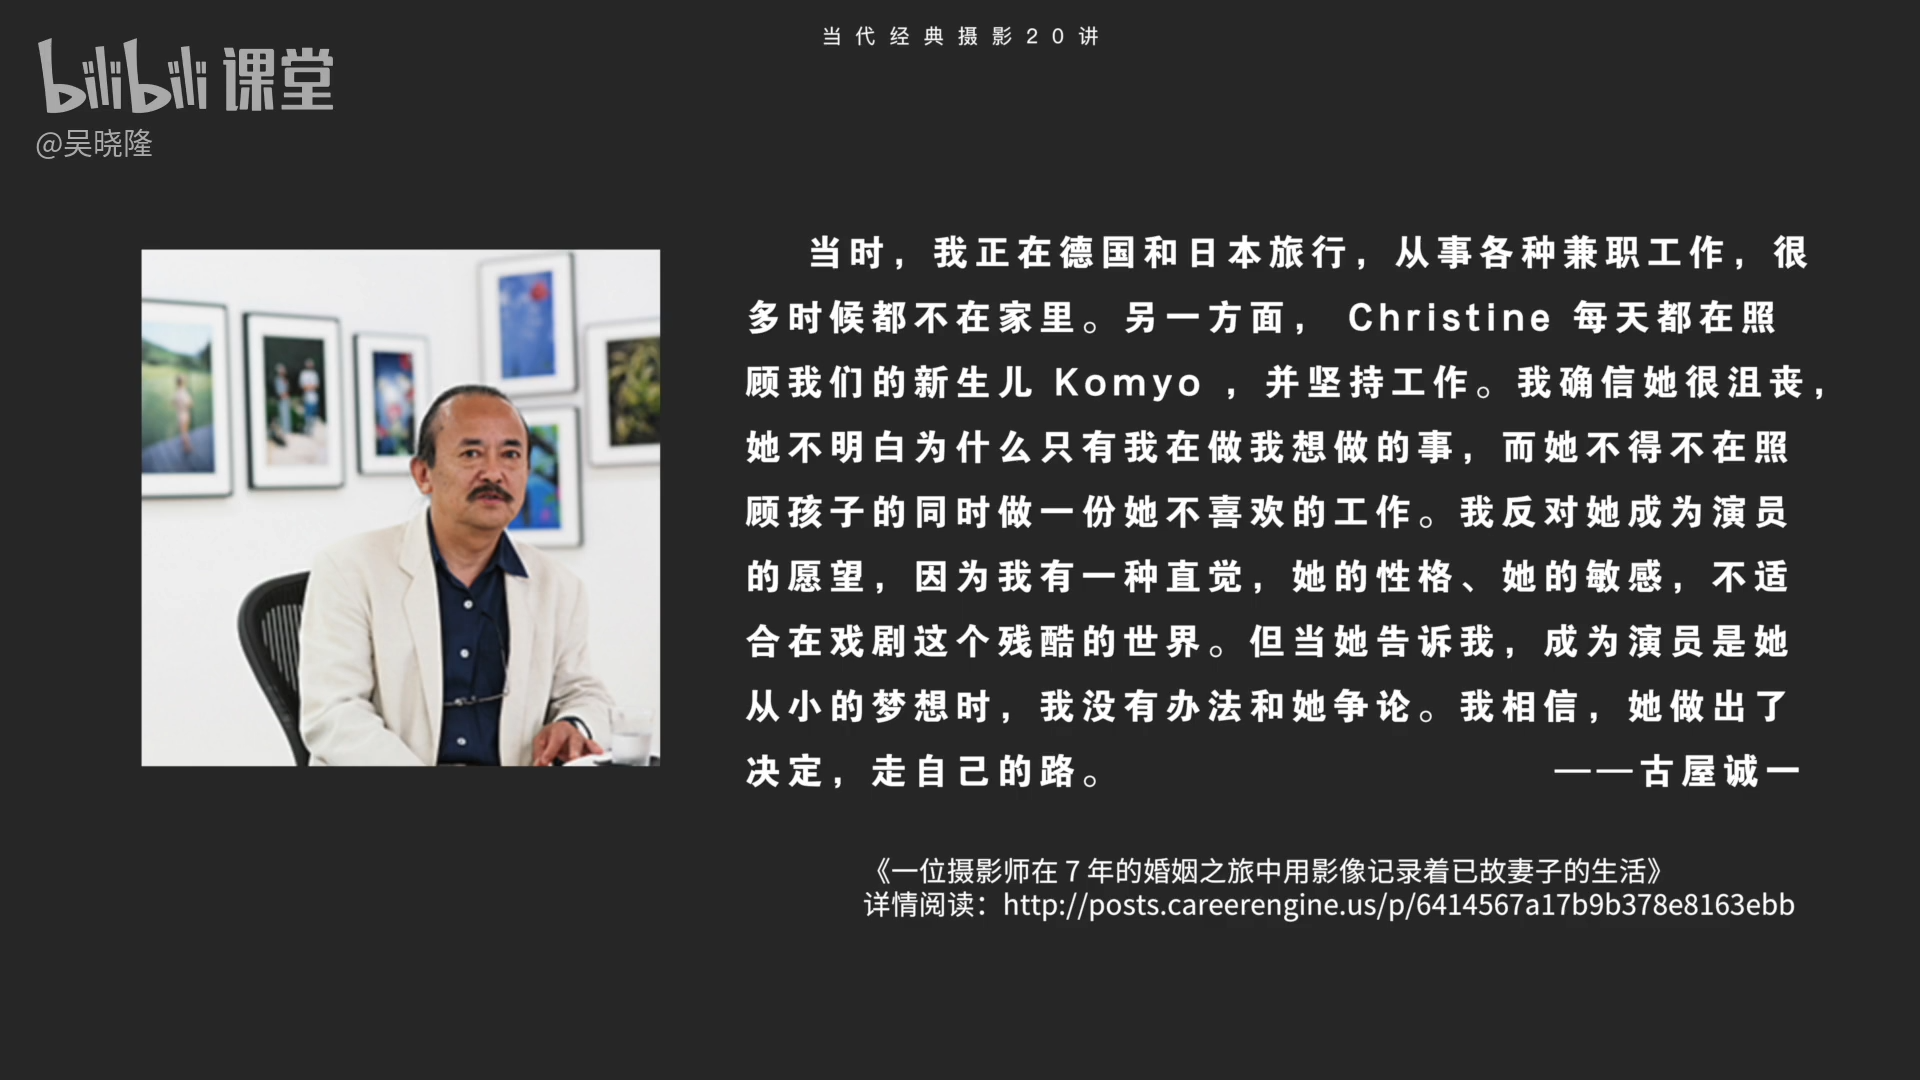 当代经典摄影20讲
bilibili 课堂
@吴晓隆
当时，我正在德国和日本旅行，从事各种兼职工作，很
多时候都不在家里。另一方面， Christine 每天都在照
顾我们的新生儿 Komyo ，并坚持工作。我确信她很沮丧，
她不明白为什么只有我在做我想做的事，而她不得不在照
顾孩子的同时做一份她不喜欢的工作。我反对她成为演员
的愿望，因为我有一种直觉，她的性格、她的敏感，不适
合在戏剧这个残酷的世界。但当她告诉我，成为演员是她
从小的梦想时，我没有办法和她争论。我相信，她做出了
决定，走自己的路。 ——古屋诚一
《一位摄影师在 7 年的婚姻之旅中用影像记录着已故妻子的生活》
详情阅读：http://posts.careerengine.us/p/6414567a17b9b378e8163ebb